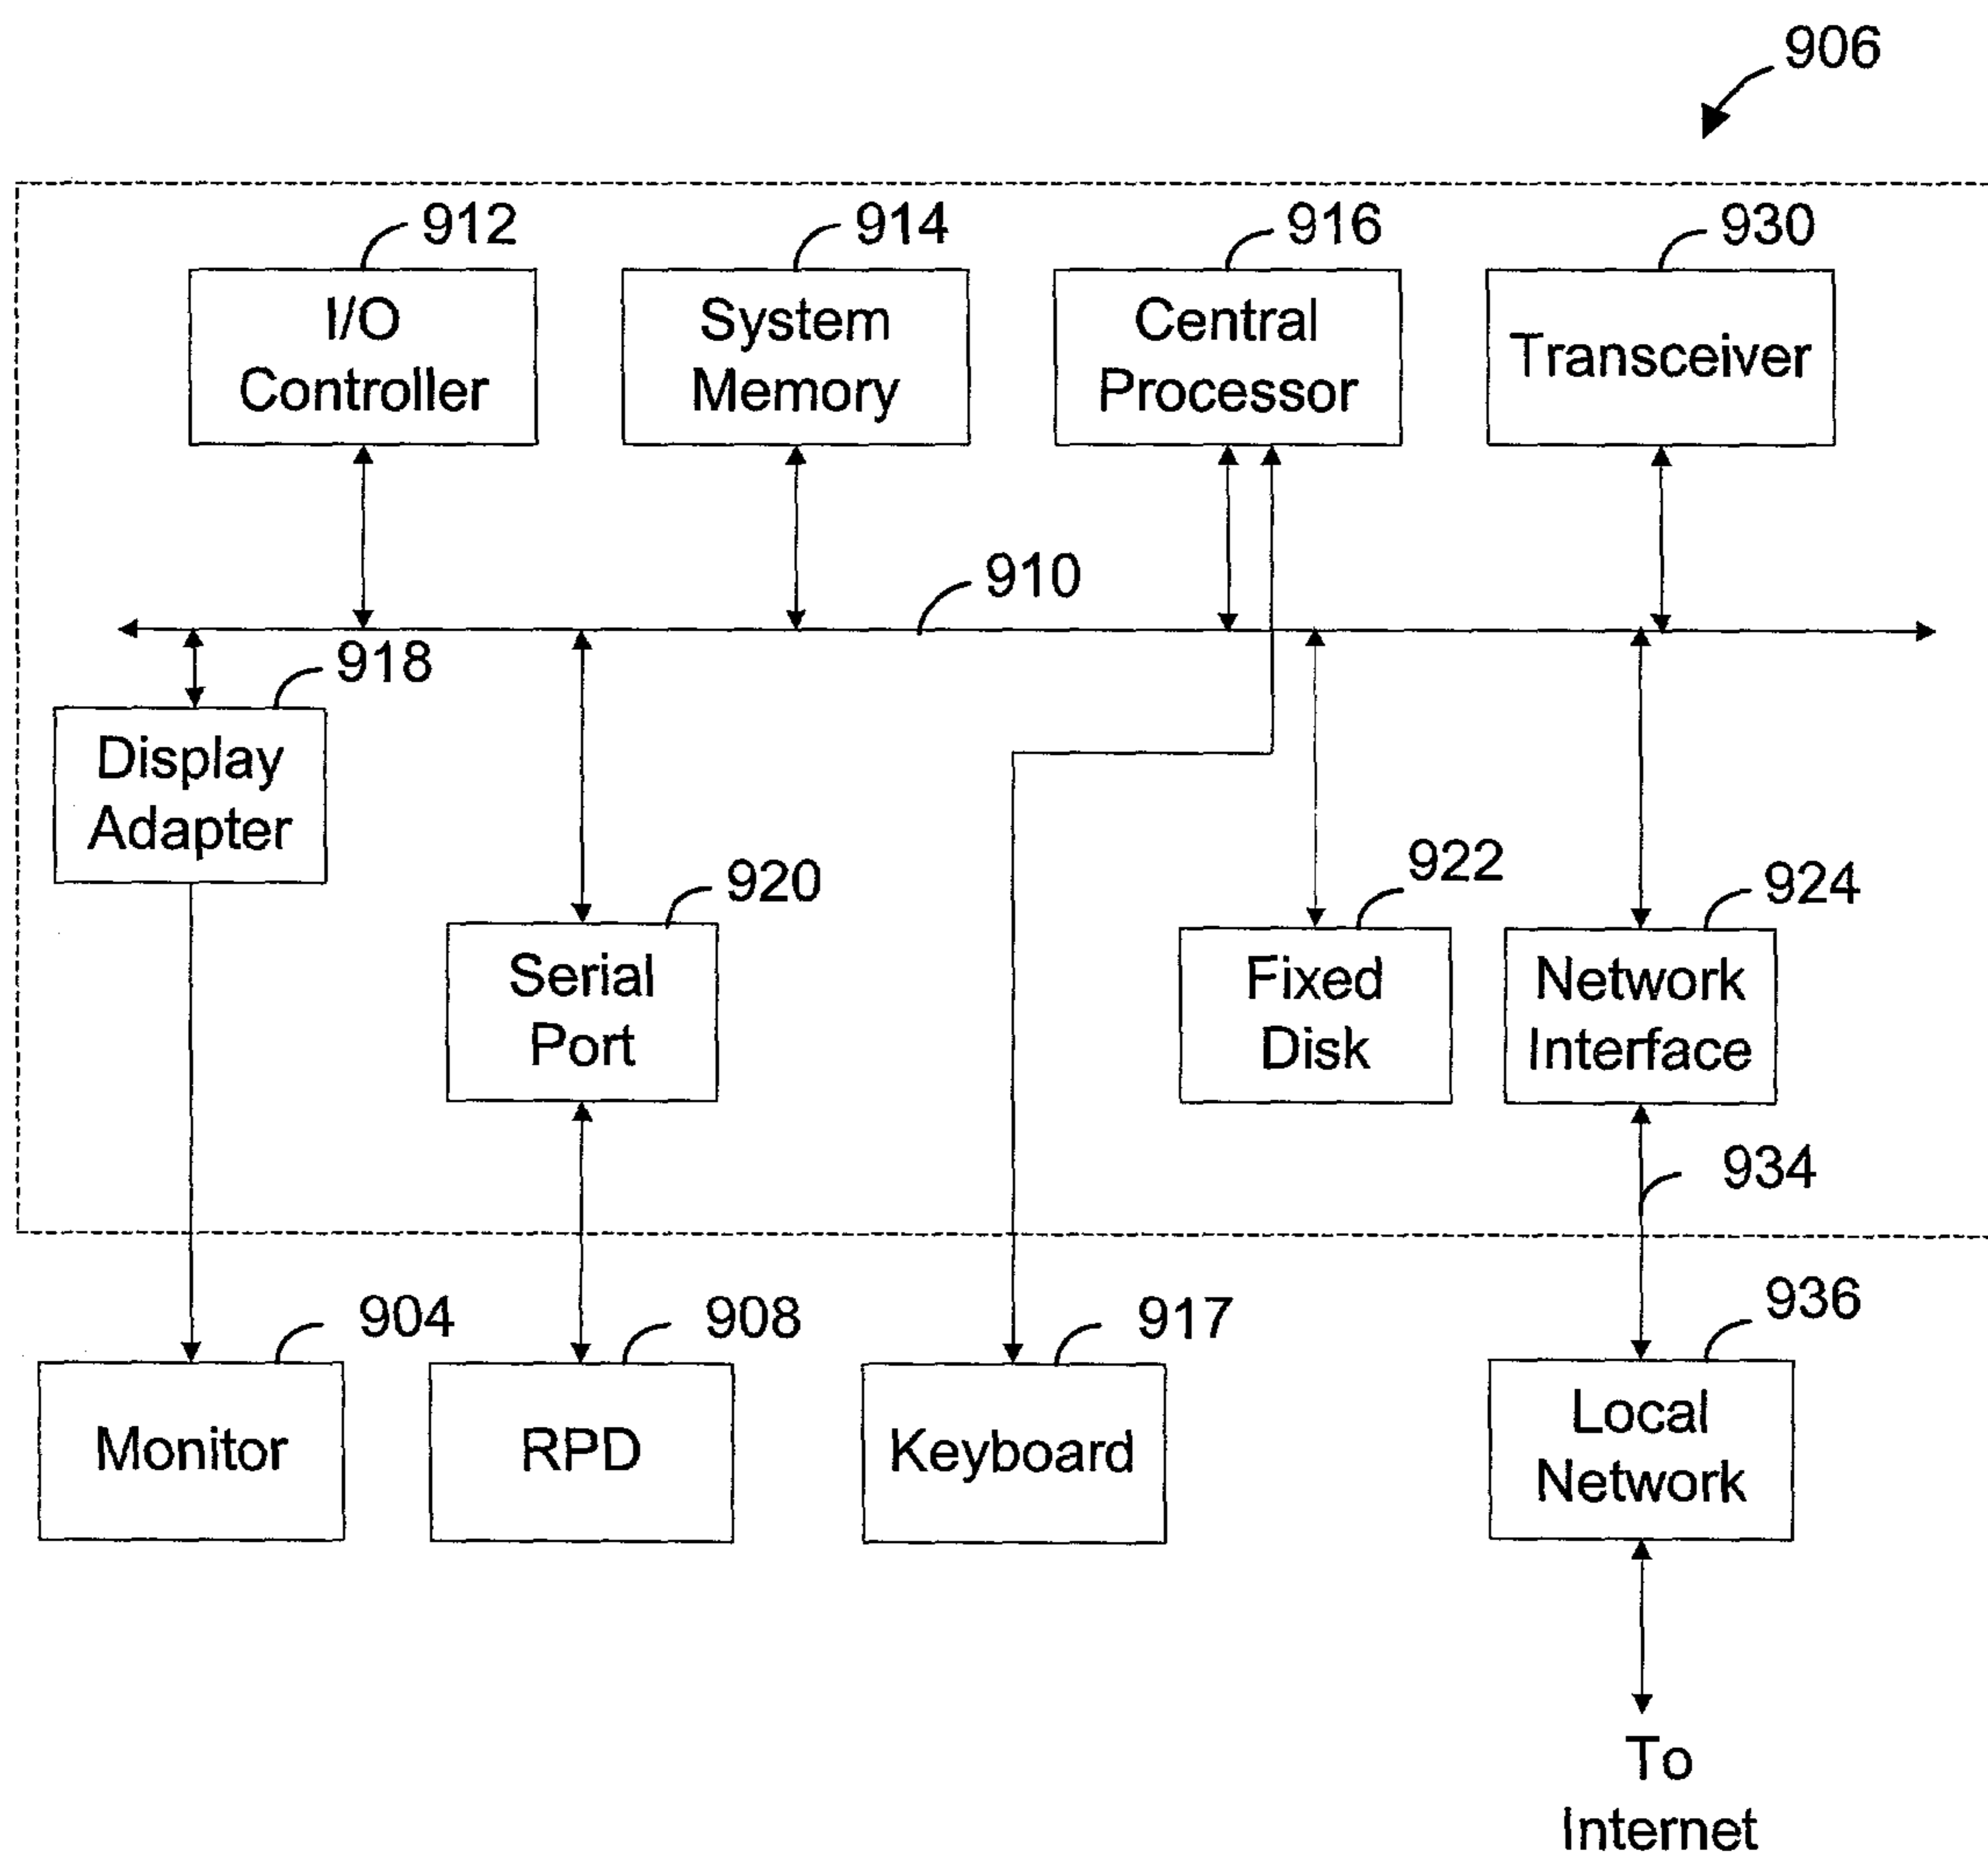 906
912
914
916
930
I/O
Controller
System
Memory
Central
Processor
Transceiver
910
918
Display
Adapter
920
922
924
Serial
Port
Fixed
Disk
Network
Interface
934
904
908
917
936
Monitor
RPD
Keyboard
Local
Network
To
Internet